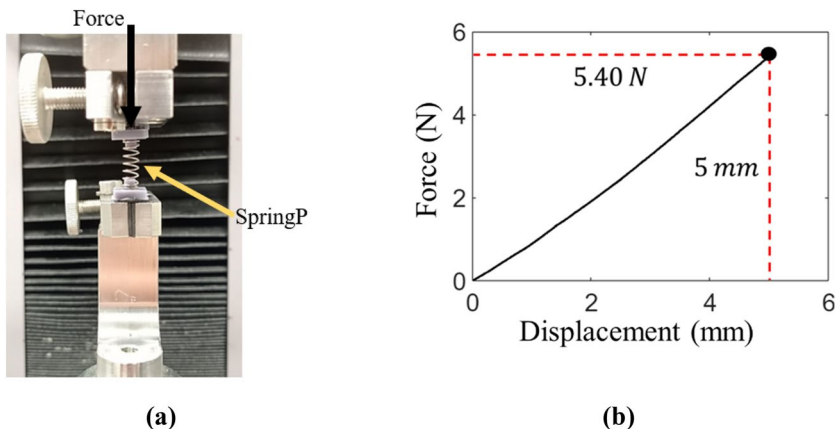 Force
SpringP
(a)
Force (N)
6
4
2
0
5.40 N
5 mm
0
2
4
6
Displacement (mm)
(b)